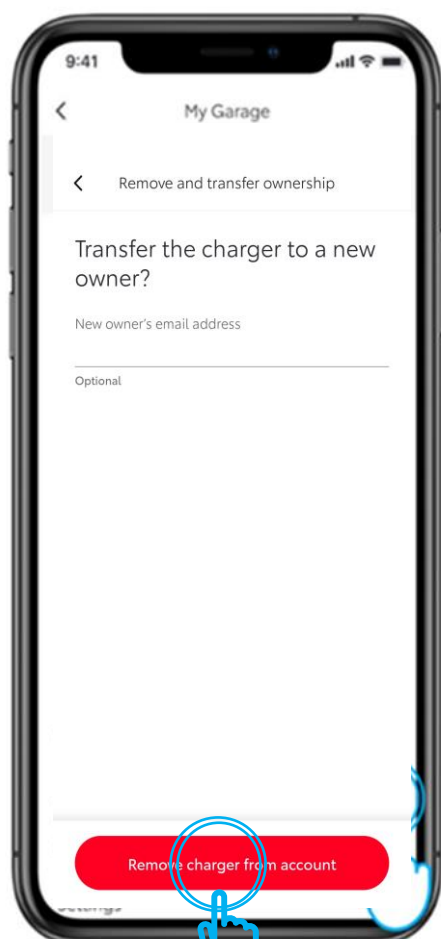 9:41
My Garage
Remove and transfer ownership
Transfer the charger to a new
owner?
New owner's email address
Optional
Remove charger from account
Settings